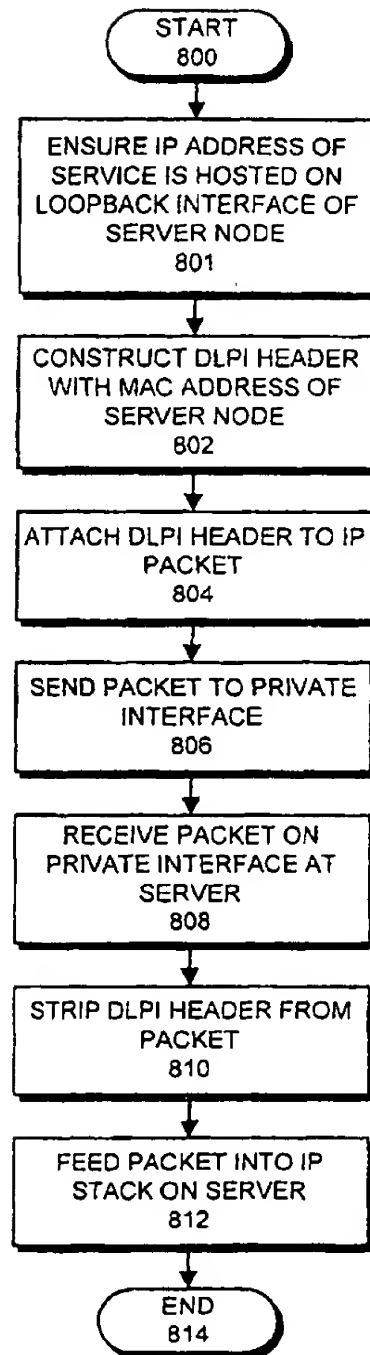 START
800
ENSURE IP ADDRESS OF
SERVICE IS HOSTED ON
LOOPBACK INTERFACE OF
SERVER NODE
801
CONSTRUCT DLPI HEADER
WITH MAC ADDRESS OF
SERVER NODE
802
ATTACH DLPI HEADER TO IP
PACKET
804
SEND PACKET TO PRIVATE
INTERFACE
806
RECEIVE PACKET ON
PRIVATE INTERFACE AT
SERVER
808
STRIP DLPI HEADER FROM
PACKET
810
FEED PACKET INTO IP
STACK ON SERVER
812
END
814